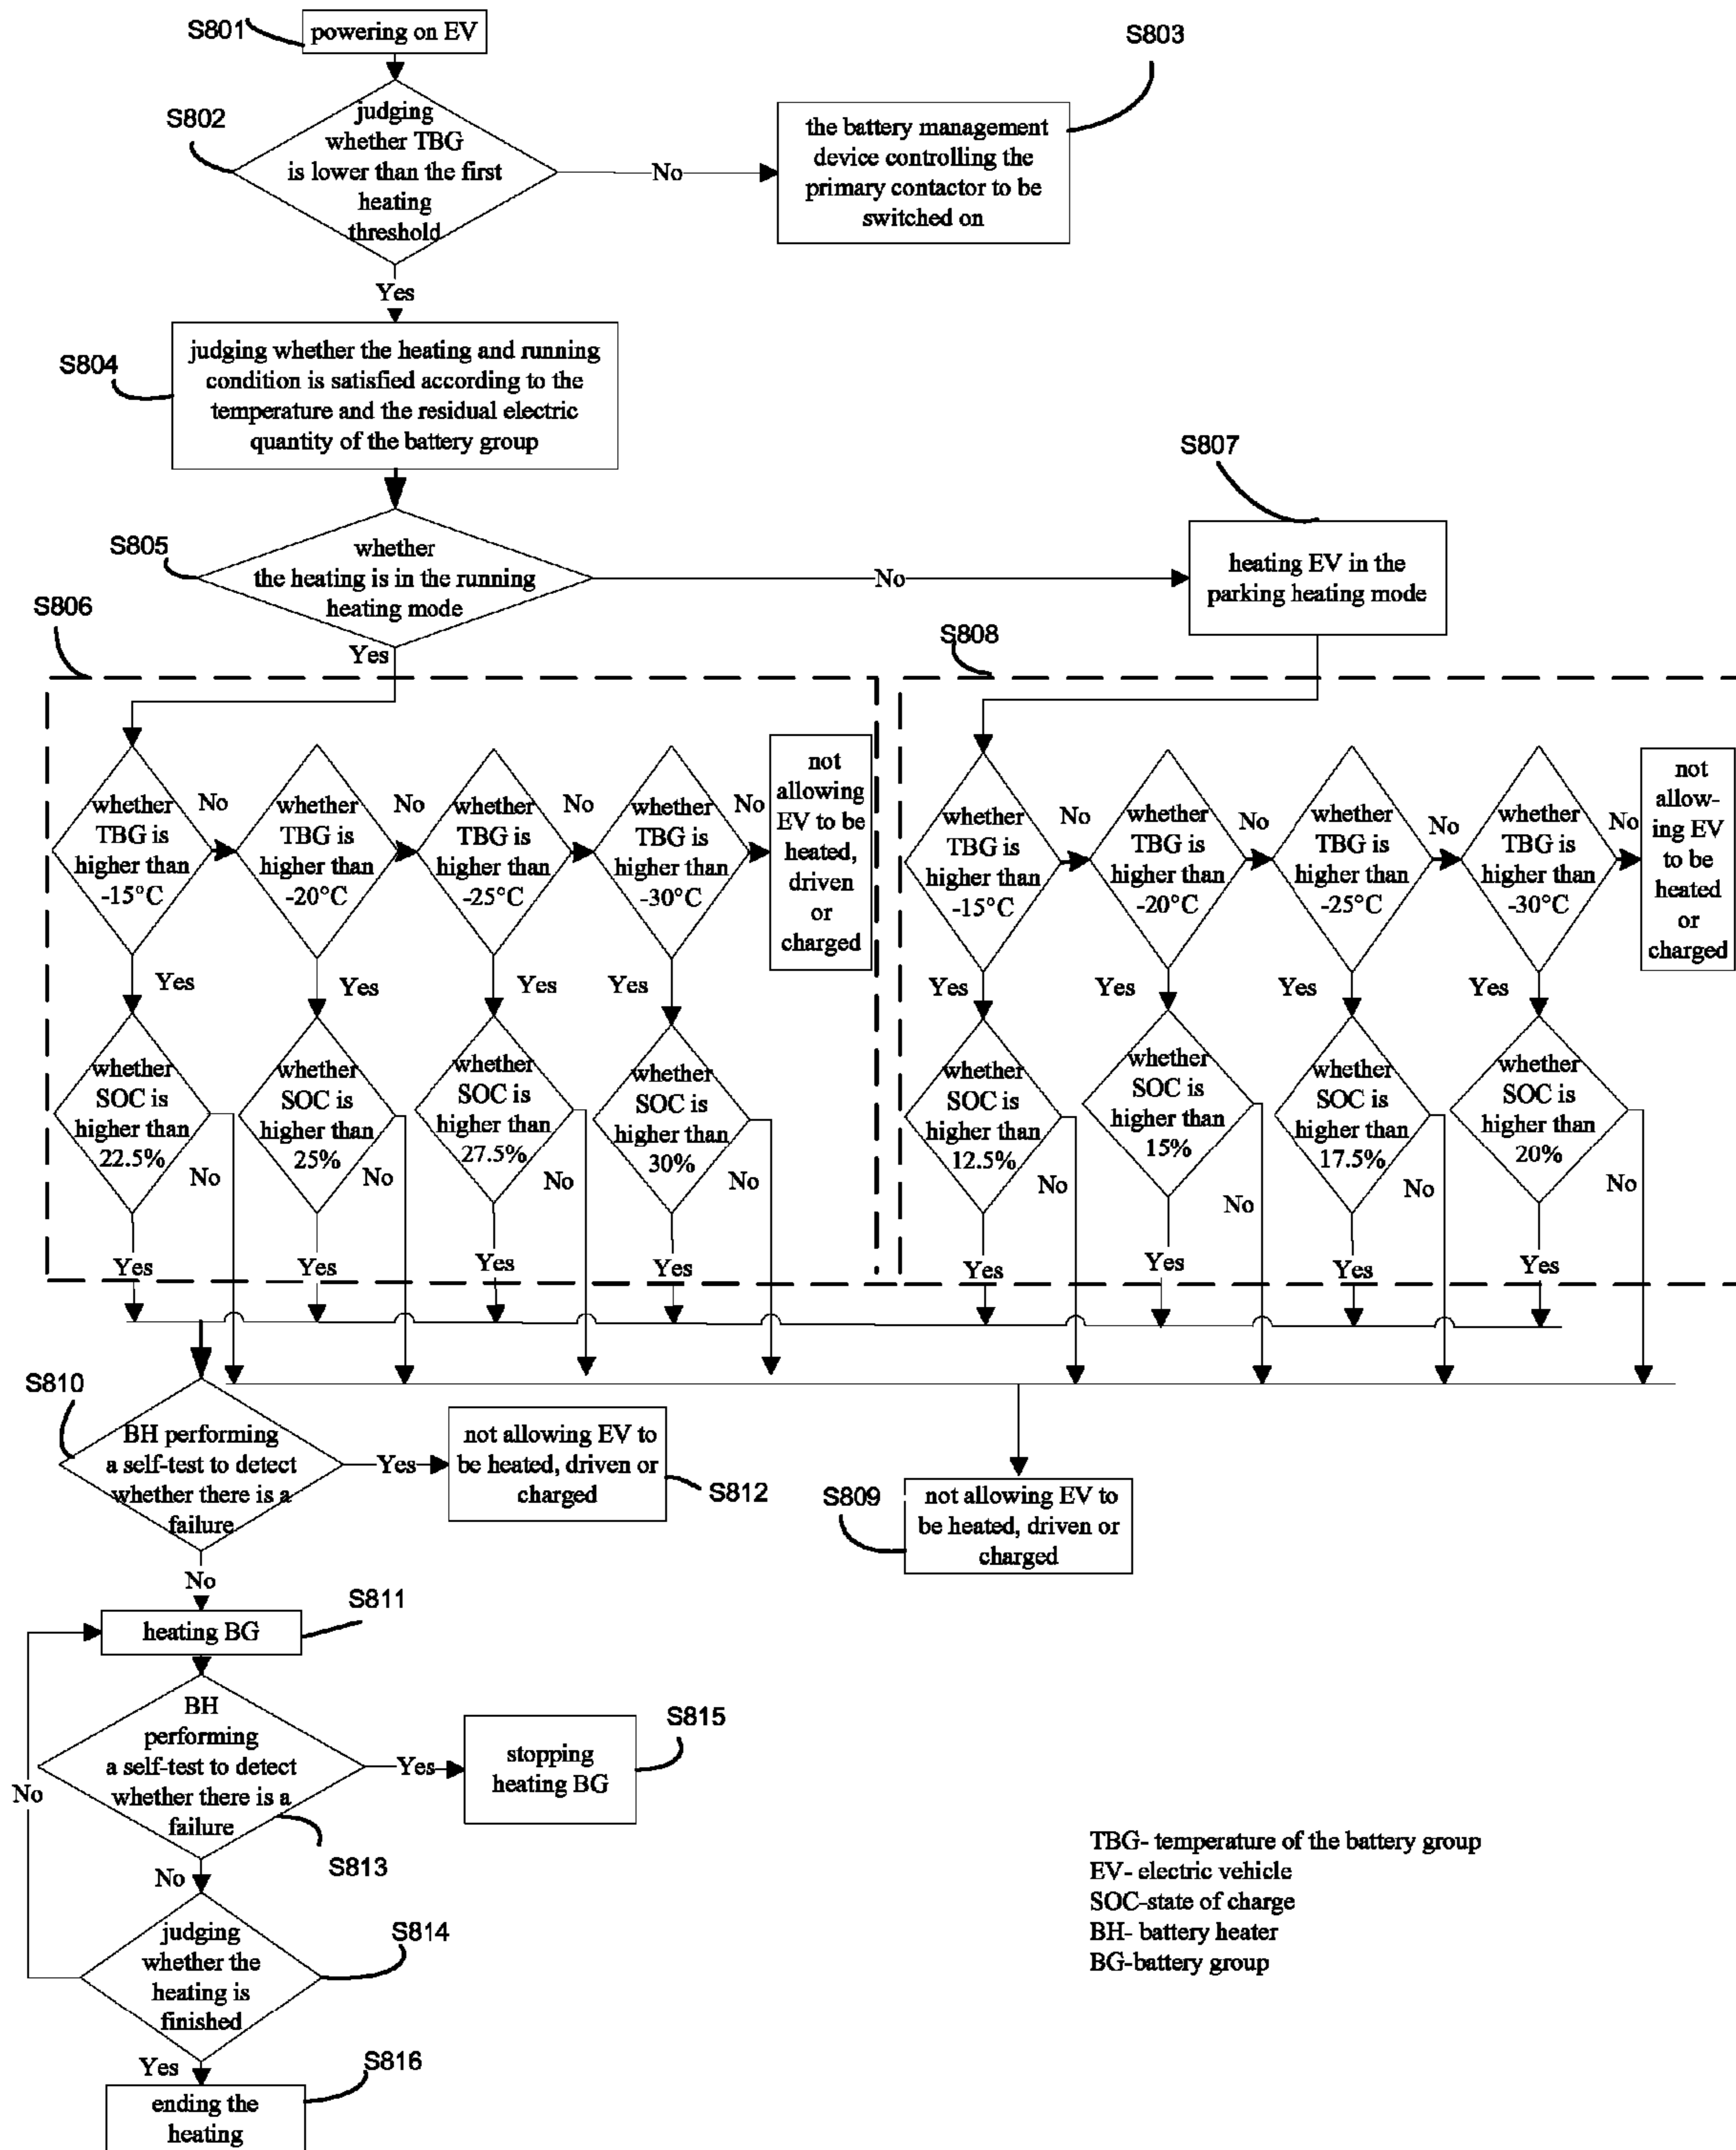 S801
powering on EV
S803
S802
judging
whether TBG
is lower than the first
heating
threshold
No
the battery management
device controlling the
primary contactor to be
switched on
Yes
S804
judging whether the heating and running
condition is satisfied according to the
temperature and the residual electric
quantity of the battery group
S805
whether
the heating is in the running
heating mode
No
S807
heating EV in the
parking heating mode
Yes
S806
S808
whether
TBG is
higher than
-15°C
No
whether
TBG is
higher than
-20°C
No
whether
TBG is
higher than
-25°C
No
whether
TBG is
higher than
-30°C
No
not
allowing
EV to be
heated,
driven
or
charged
whether
TBG is
higher than
-15°C
No
whether
TBG is
higher than
-20°C
No
whether
TBG is
higher than
-25°C
No
whether
TBG is
higher than
-30°C
No
not
allow-
ing EV
to be
heated
or
charged
Yes
Yes
Yes
Yes
Yes
Yes
Yes
Yes
whether
SOC is
higher than
22.5%
No
whether
SOC is
higher than
25%
No
whether
SOC is
higher than
27.5%
No
whether
SOC is
higher than
30%
No
whether
SOC is
higher than
12.5%
No
whether
SOC is
higher than
15%
No
whether
SOC is
higher than
17.5%
No
whether
SOC is
higher than
20%
No
Yes
Yes
Yes
Yes
Yes
Yes
Yes
Yes
S810
BH performing
a self-test to detect
whether there is a
failure
Yes
not allowing EV to
be heated, driven or
charged
S812
S809
not allowing EV to
be heated, driven or
charged
No
S811
heating BG
BH
performing
a self-test to detect
whether there is a
failure
Yes
stopping
heating BG
S815
No
S813
No
judging
whether the
heating is
finished
S814
Yes
S816
ending the
heating
TBG- temperature of the battery group
EV- electric vehicle
SOC-state of charge
BH- battery heater
BG-battery group